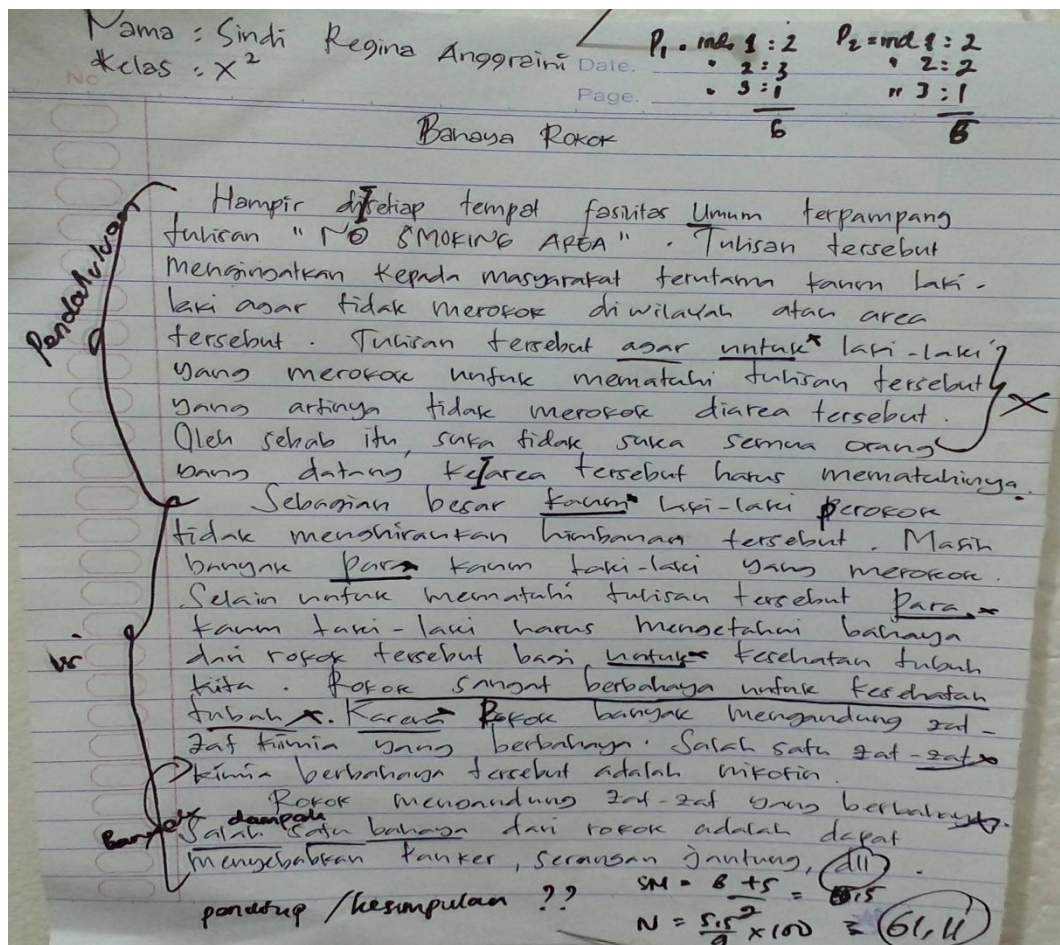 Nama : Sindi Regina Anggraini
Kelas : X²
No
Date.
Page.
P1 = ind 1 : 2
" 2 : 3
" 3 : 1
6
P2 = ind 1 : 2
" 2 : 2
" 3 : 1
5
Bahaya Rokok
Pendahuluan
Hampir disetiap tempat fasilitas Umum terpampang
tulisan "NO SMOKING AREA". Tulisan tersebut
mengingatkan kepada masyarakat terutama kaum laki-
laki agar tidak merokok diwilayah atau area
tersebut. Tulisan tersebut agar untuk laki-laki
yang merokok untuk mematuhi tulisan tersebut
yang artinya tidak merokok diarea tersebut.
Oleh sebab itu, suka tidak suka semua orang
yang datang kearea tersebut harus mematuhinya.
Sebagian besar kaum laki-laki perokok
tidak menghiraukan himbauan tersebut. Masih
banyak para kaum laki-laki yang merokok.
Selain untuk mematuhi tulisan tersebut Para
kaum laki-laki harus mengetahui bahaya
dari rokok tersebut bagi untuk kesehatan tubuh
kita. Rokok sangat berbahaya untuk kesehatan
tubuh. Karena Rokok banyak mengandung zat-
zat kimia yang berbahaya. Salah satu zat-zat
kimia berbahaya tersebut adalah nikotin.
Rokok mengandung zat-zat yang berbahaya.
Banyak dampak
Salah satu bahaya dari rokok adalah dapat
menyebabkan kanker, serangan jantung, dll.
penutup / kesimpulan ??
SM = 6 + 5 / 2 = 5,5
N = 5,5 / 9 x 100 = 61,11